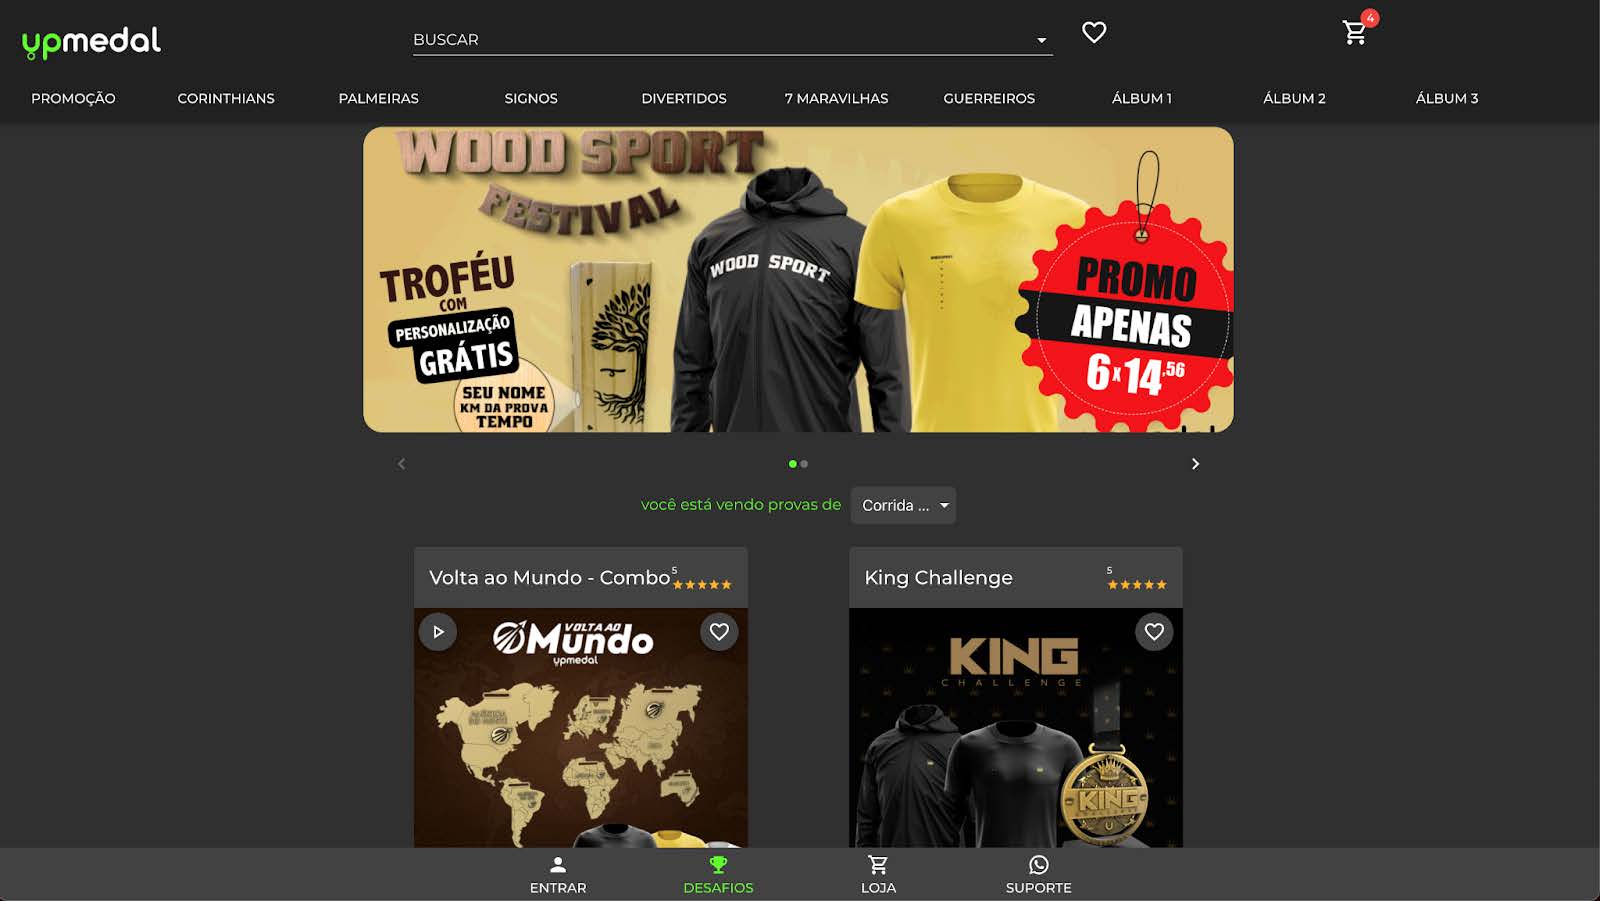 upmedal
BUSCAR
4
PROMOÇÃO
CORINTHIANS
PALMEIRAS
SIGNOS
DIVERTIDOS
7 MARAVILHAS
GUERREIROS
ÁLBUM 1
ÁLBUM 2
ÁLBUM 3
WOOD SPORT
FESTIVAL
TROFÉU
COM
PERSONALIZAÇÃO
GRÁTIS
SEU NOME
KM DA PROVA
TEMPO
WOOD SPORT
PROMO
APENAS
6x14,56
você está vendo provas de
Corrida ...
Volta ao Mundo - Combo
5
King Challenge
5
VOLTA AO
Mundo
upmedal
KING
CHALLENGE
KING
ENTRAR
DESAFIOS
LOJA
SUPORTE